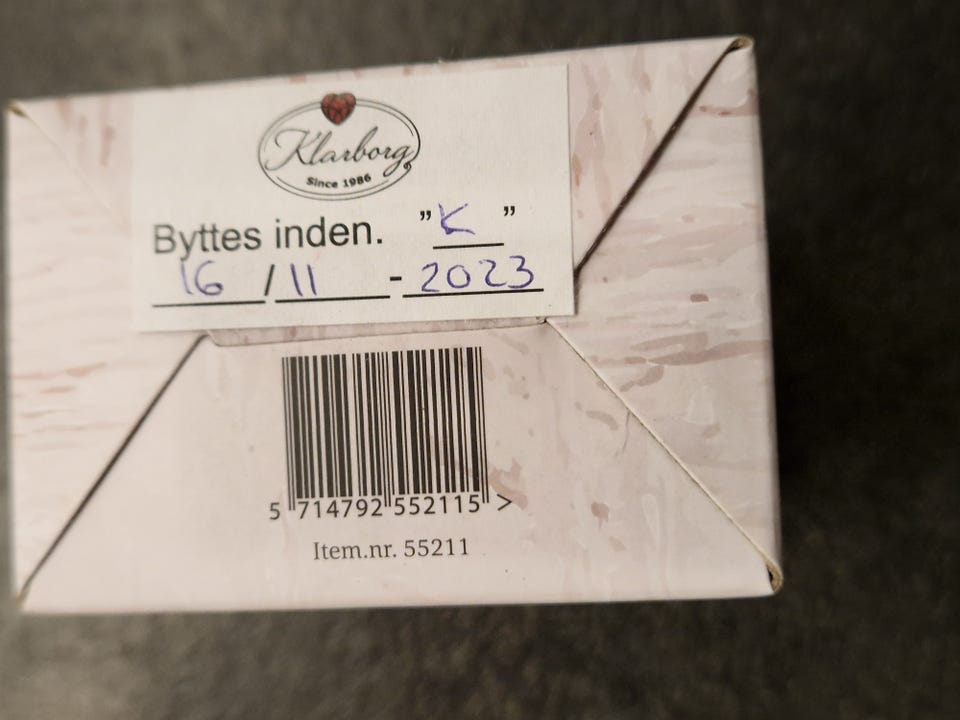 Klarborg
Since 1986
Byttes inden. "K"
16/11-2023
5 714792 552115 >
Item.nr. 55211